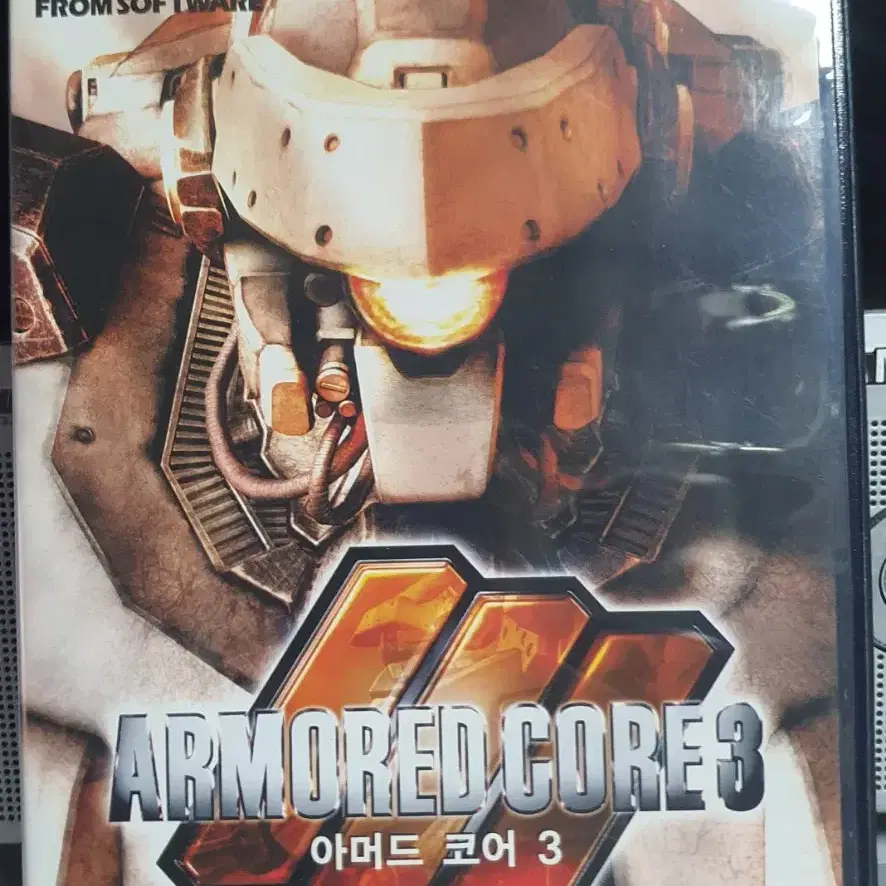 FROM SOFTWARE
ARMORED CORE 3
아머드 코어 3